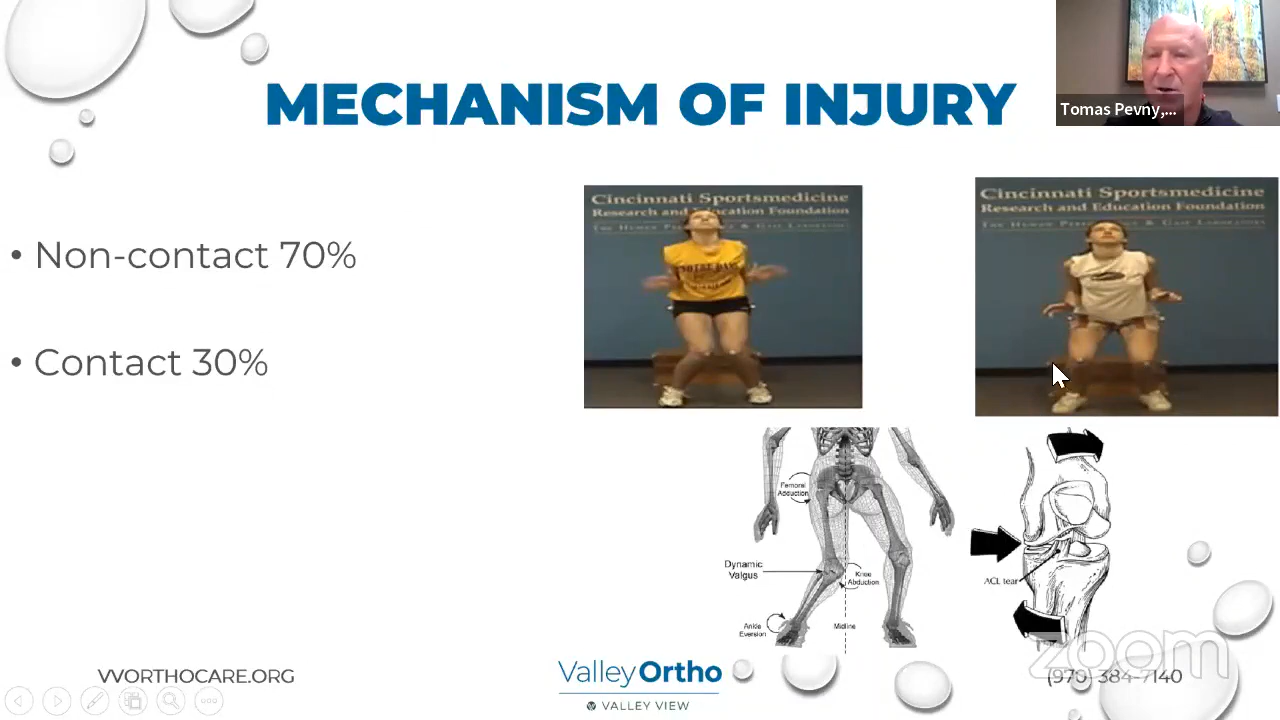 MECHANISM OF INJURY
Tomas Pevny,...
• Non-contact 70%
• Contact 30%
Cincinnati Sportsmedicine
Research and Education Foundation
Cincinnati Sportsmedicine
Research and Education Foundation
Femoral
Adduction
Dynamic
Valgus
Knee
Abduction
Ankle
Eversion
Midline
ACL tear
zoom
VVORTHOCARE.ORG
ValleyOrtho
VALLEY VIEW
(970) 384-7140